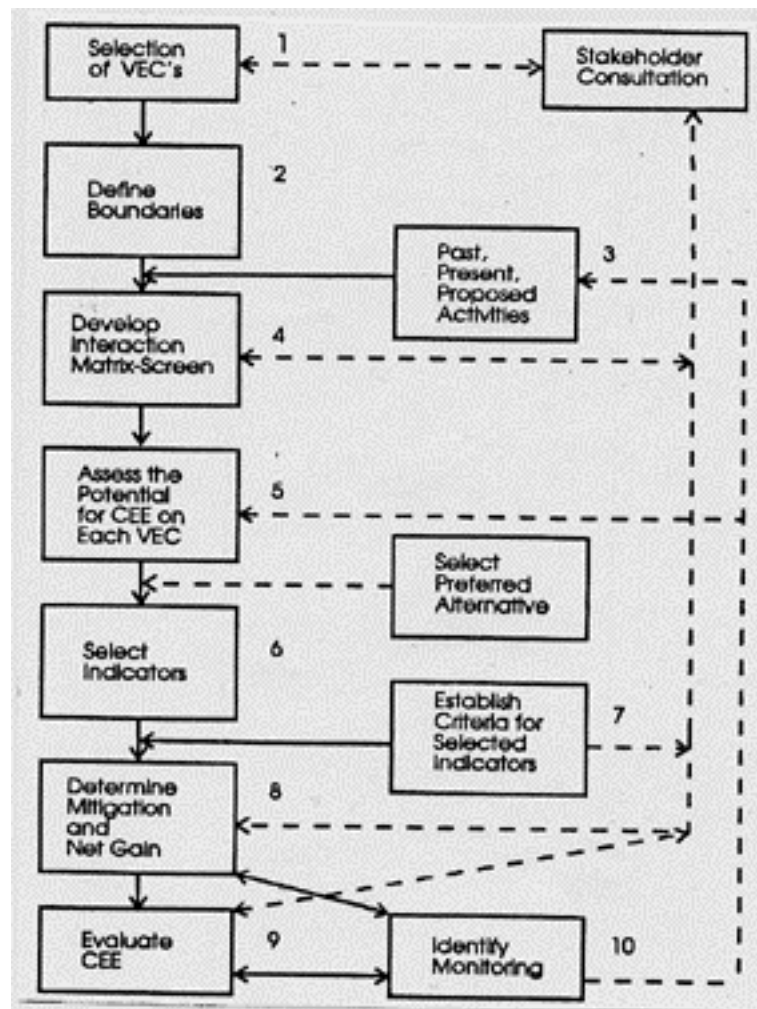 Selection
of VEC's
1
Stakeholder
Consultation
Define
Boundaries
2
Past,
Present,
Proposed
Activities
3
Develop
Interaction
Matrix-Screen
4
Assess the
Potential
for CEE on
Each VEC
5
Select
Preferred
Alternative
Select
Indicators
6
Establish
Criteria for
Selected
Indicators
7
Determine
Mitigation
and
Net Gain
8
Evaluate
CEE
9
Identify
Monitoring
10